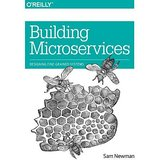 O'REILLY®
Building
Microservices
DESIGNING FINE-GRAINED SYSTEMS
Sam Newman